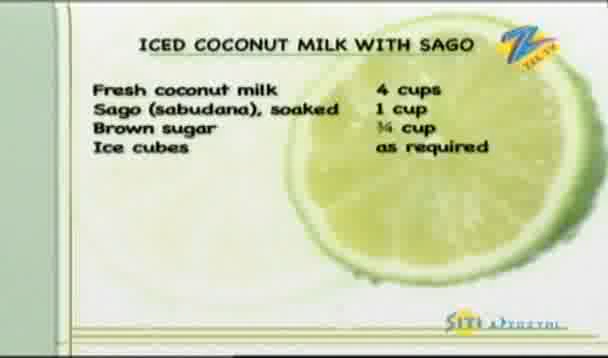 ICED COCONUT MILK WITH SAGO
Fresh coconut milk 4 cups
Sago (sabudana), soaked 1 cup
Brown sugar ¾ cup
Ice cubes as required
SITI